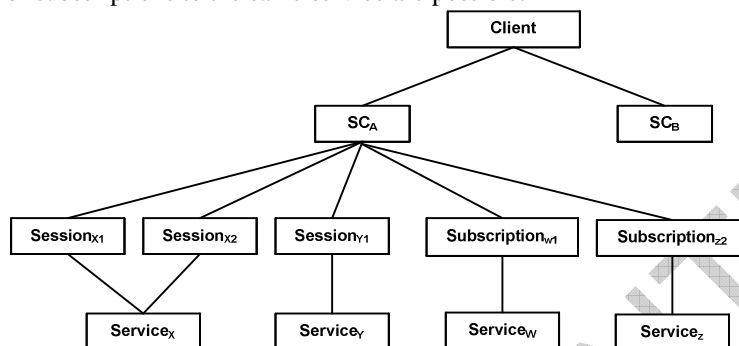 Client
SCA SCB
SessionX1 SessionX2 SessionY1 Subscriptionw1 Subscriptionz2
ServiceX ServiceY ServiceW Servicez